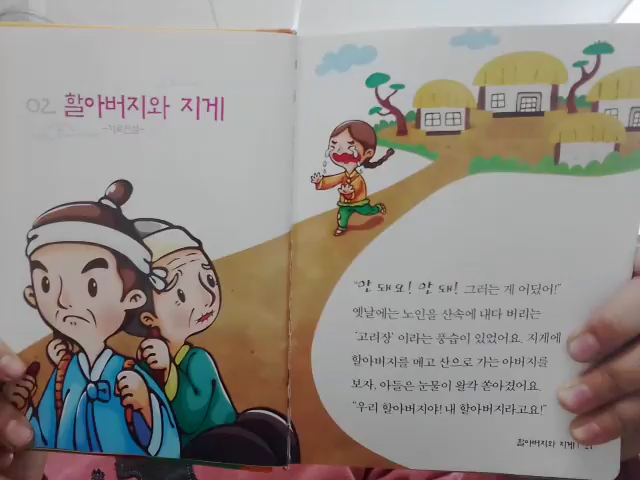 02. 할아버지와 지게
"안 돼요! 안 돼! 그러는 게 어딨어!"
옛날에는 노인을 산속에 내다 버리는
'고려장' 이라는 풍습이 있었어요. 지게에
할아버지를 메고 산으로 가는 아버지를
보자, 아들은 눈물이 왈칵 쏟아졌어요.
"우리 할아버지야! 내 할아버지라고요!"
할아버지와 지게